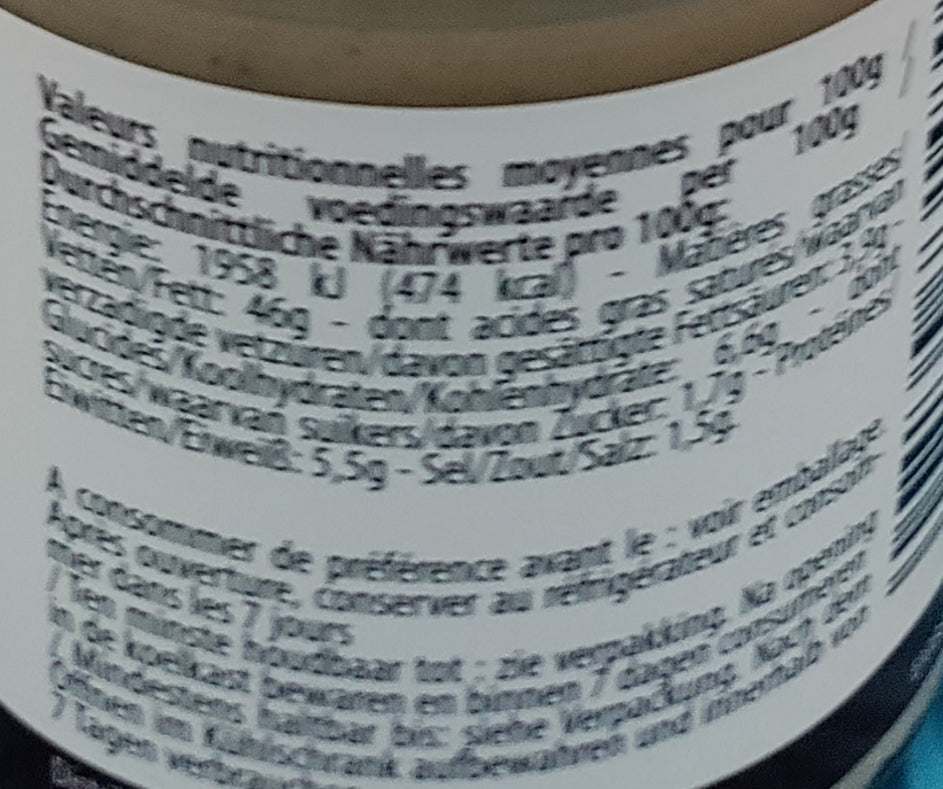 Valeurs nutritionnelles moyennes pour 100g /
Gemiddelde voedingswaarde per 100g /
Durchschnittliche Nährwerte pro 100g:
Énergie: 1958 kJ (474 kcal) - Matières grasses/
Vetten/Fett: 46g - dont acides gras saturés/waarvan
verzadigde vetzuren/davon gesättigte Fettsäuren: 3,9g -
Glucides/Koolhydraten/Kohlenhydrate: 6,6g - dont
sucres/waarvan suikers/davon Zucker: 1,7g - Protéines/
Eiwitten/Eiweiß: 5,5g - Sel/Zout/Salz: 1,5g.
A consommer de préférence avant le : voir emballage.
Après ouverture, conserver au réfrigérateur et consom-
mer dans les 7 jours
/ Ten minste houdbaar tot : zie verpakking. Na opening
in de koelkast bewaren en binnen 7 dagen consumeren
/ Mindestens haltbar bis: siehe Verpackung. Nach dem
Öffnen im Kühlschrank aufbewahren und innerhalb von
7 Tagen verbrauchen